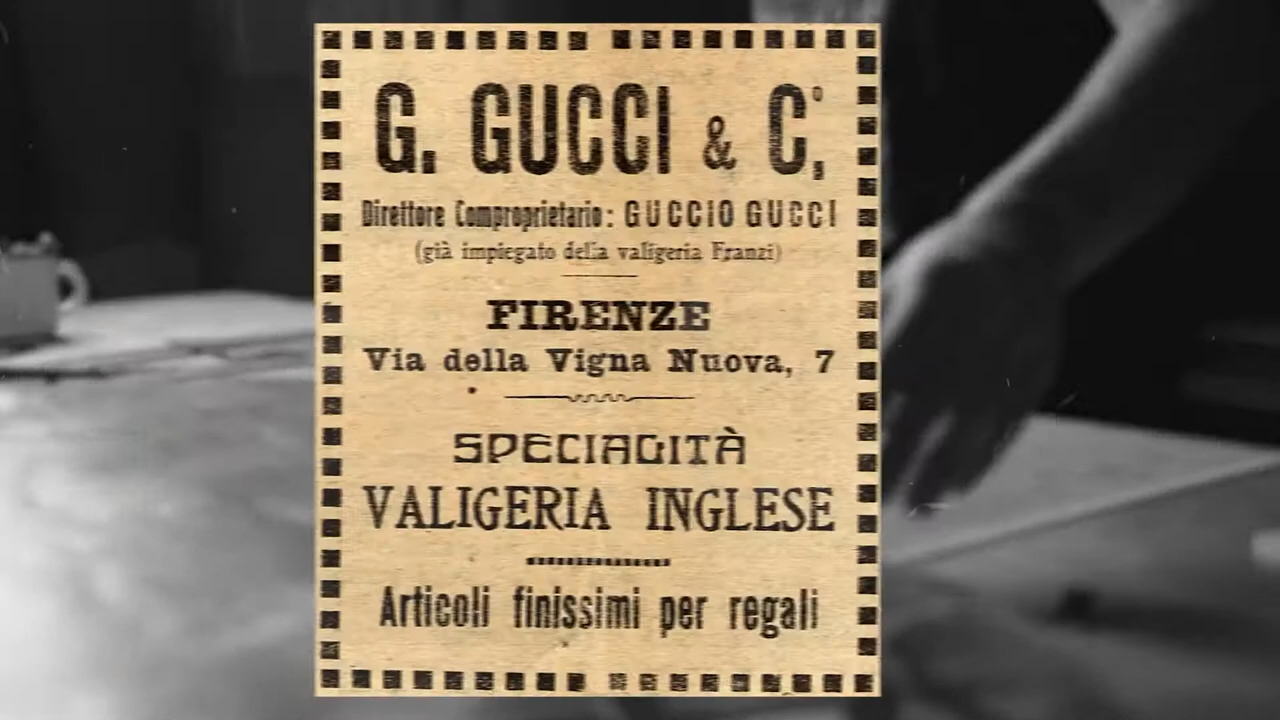 G. GUCCI & C.°,
Direttore Comproprietario: GUCCIO GUCCI
(già impiegato della valigeria Franzi)
FIRENZE
Via della Vigna Nuova, 7
SPECIALITÀ
VALIGERIA INGLESE
Articoli finissimi per regali